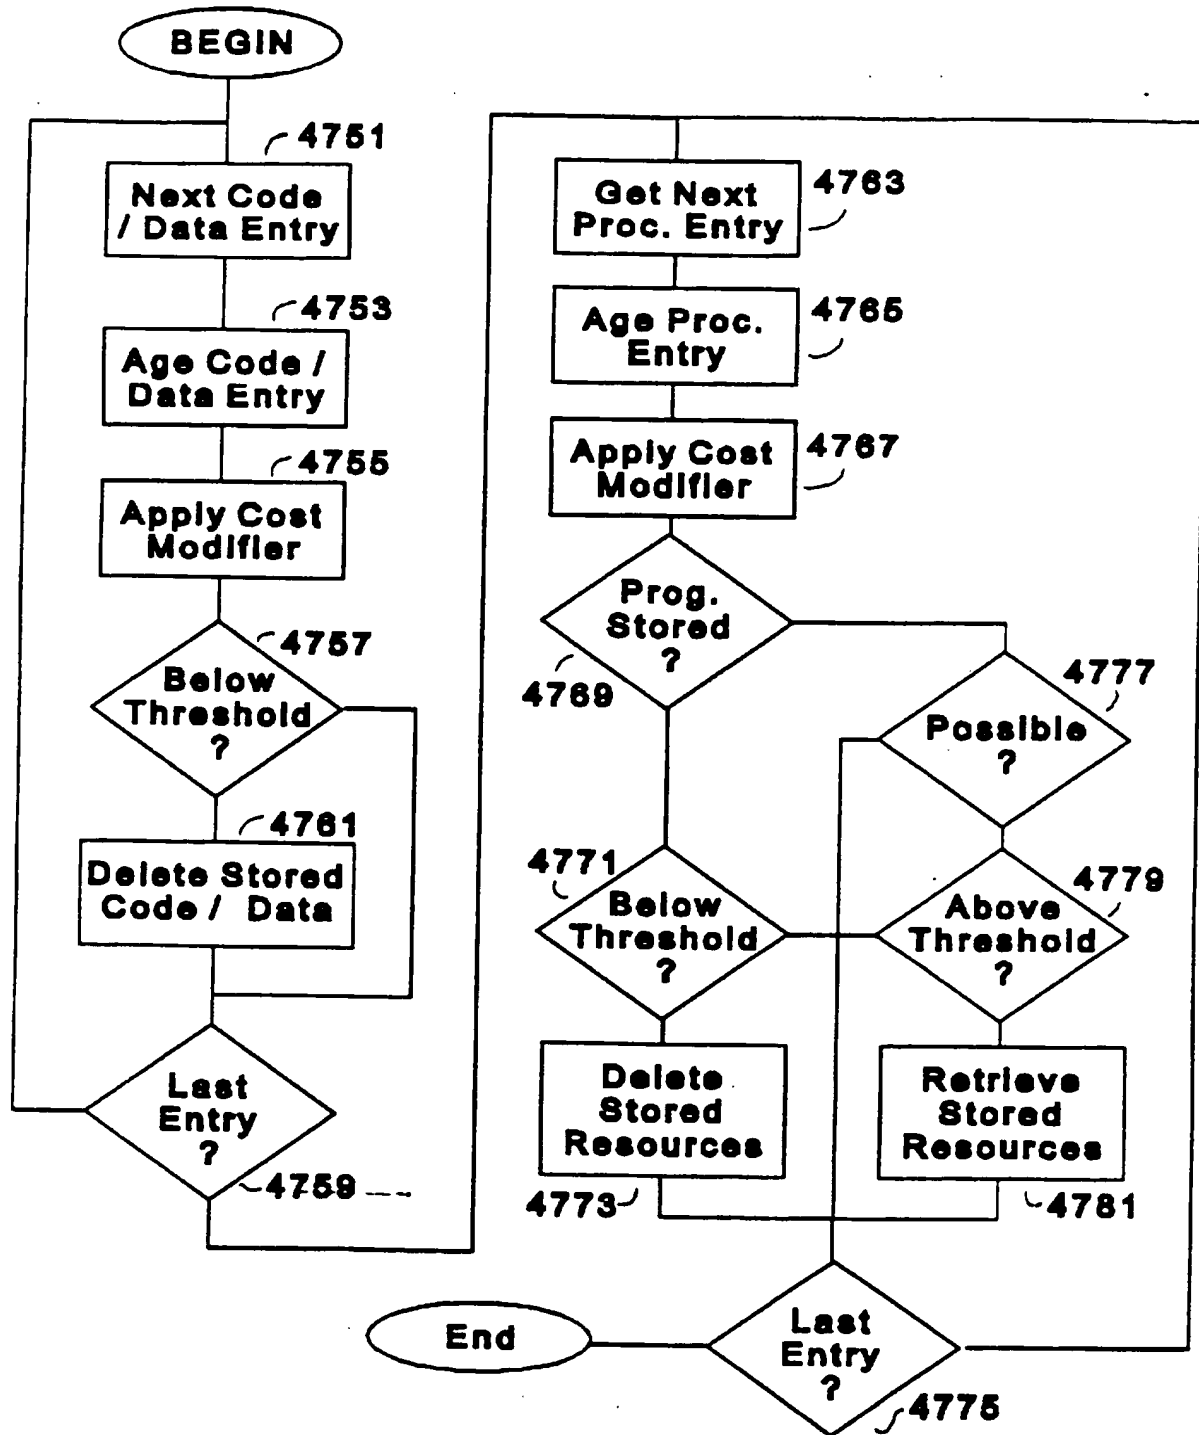 BEGIN
4751
Next Code
/ Data Entry
4753
Age Code /
Data Entry
4755
Apply Cost
Modifier
4757
Below
Threshold
?
4761
Delete Stored
Code / Data
Last
Entry
?
4759
Get Next
Proc. Entry
4763
Age Proc.
Entry
4765
Apply Cost
Modifier
4767
Prog.
Stored
?
4769
4777
Possible
?
4771
Below
Threshold
?
4779
Above
Threshold
?
Delete
Stored
Resources
4773
Retrieve
Stored
Resources
4781
Last
Entry
?
4775
End